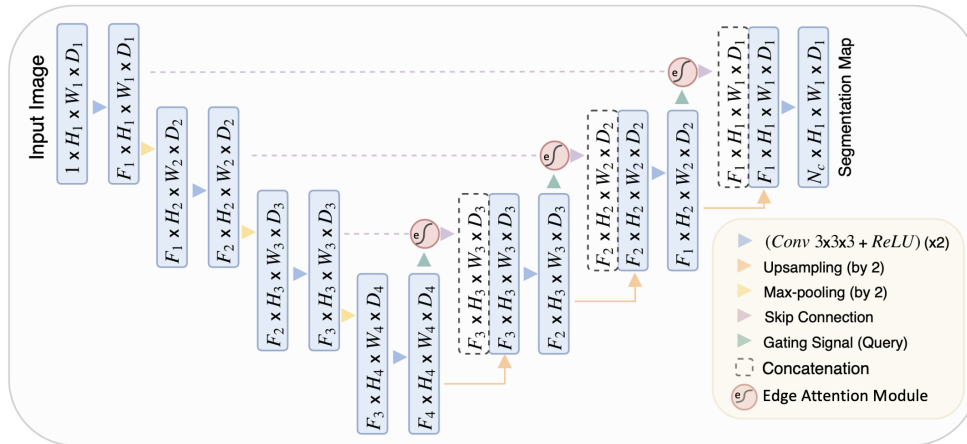 Input Image
1 x H₁ x W₁ x D₁
F₁ x H₁ x W₁ x D₁
F₁ x H₂ x W₂ x D₂
F₂ x H₂ x W₂ x D₂
F₂ x H₃ x W₃ x D₃
F₃ x H₃ x W₃ x D₃
F₃ x H₄ x W₄ x D₄
F₄ x H₄ x W₄ x D₄
e
F₃ x H₃ x W₃ x D₃
F₃ x H₃ x W₃ x D₃
F₂ x H₃ x W₃ x D₃
e
F₂ x H₂ x W₂ x D₂
F₂ x H₂ x W₂ x D₂
F₁ x H₂ x W₂ x D₂
e
F₁ x H₁ x W₁ x D₁
F₁ x H₁ x W₁ x D₁
N_c x H₁ x W₁ x D₁
Segmentation Map
(Conv 3x3x3 + ReLU) (x2)
Upsampling (by 2)
Max-pooling (by 2)
Skip Connection
Gating Signal (Query)
Concatenation
e Edge Attention Module